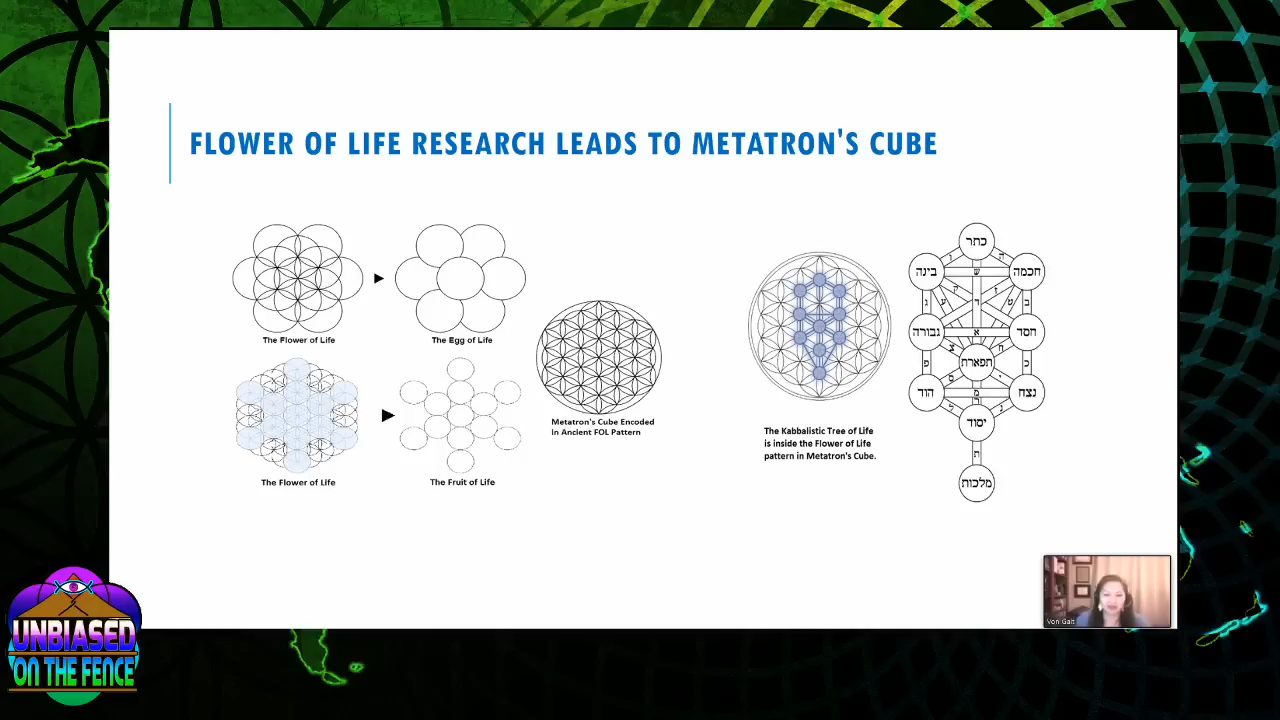 FLOWER OF LIFE RESEARCH LEADS TO METATRON'S CUBE
The Flower of Life
The Egg of Life
The Flower of Life
The Fruit of Life
Metatron's Cube Encoded
in Ancient FOL Pattern
The Kabbalistic Tree of Life
is inside the Flower of Life
pattern in Metatron's Cube.
כתר
ו
ה
בינה
ש
חכמה
ק
ז
ג
ע
ד
ט
ב
גבורה
א
חסד
צ
ח
פ
תפארת
כ
ס
י
הוד
מ
נצח
ל
ר
נ
יסוד
ת
מלכות
Von Galt
UNBIASED
ON THE FENCE